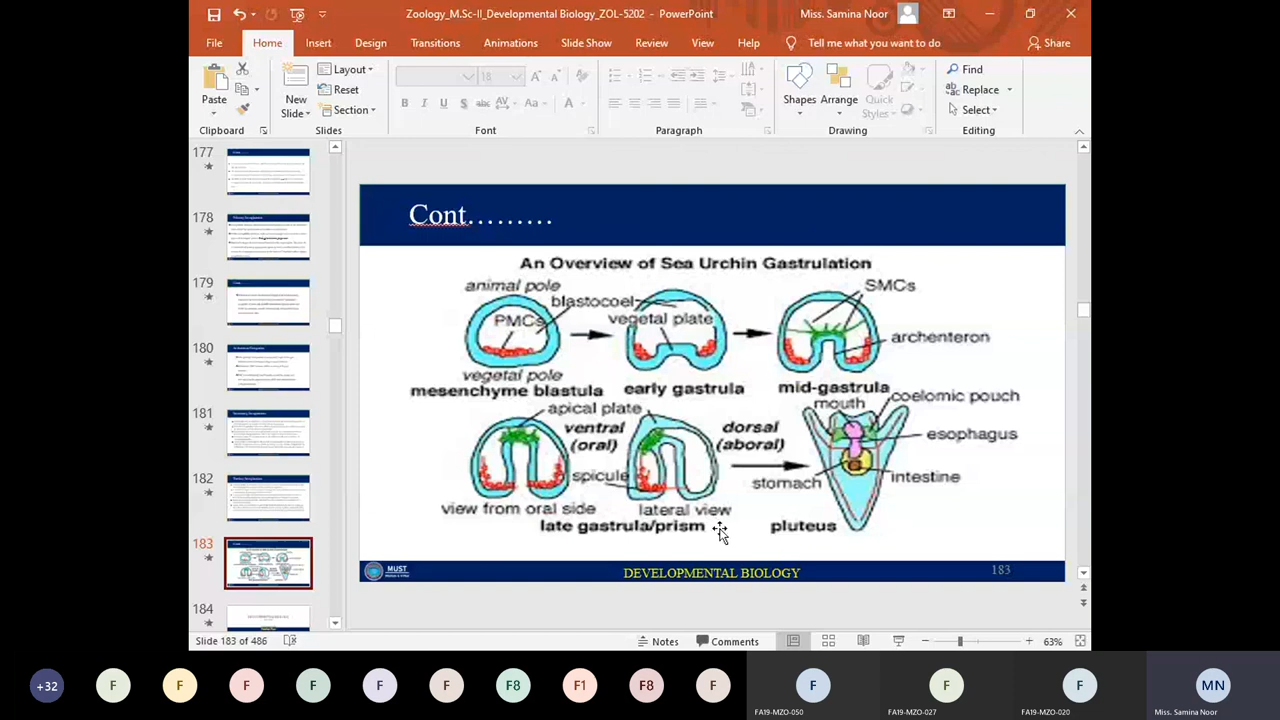 Zoology_M.Sc-II_Developmental Biology_ZOL-5202 - PowerPoint
Miss. Samina Noor
File Home Insert Design Transitions Animations Slide Show Review View Help Tell me what you want to do Share
Paste
New
Slide
Layout
Reset
Section
18
B I U S abc AV Aa A
Shapes Arrange Quick
Styles
Find
Replace
Select
Clipboard Slides Font Paragraph Drawing Editing
177
178
179
180
181
182
183
184
Cont.........
An Overview of Sea Urchin Gastrulation
animal pole
blastocoel
SMCs
PMCs
vegetal plate
archenteron
vegetal pole
mesenchyme blastula
early gastrula
mid-gastrula
apical plate
mouth
coelomic pouch
ventral
(oral)
dorsal
(aboral)
esophagus
spicule
stomach
intestine
view from oral side
lateral view
late gastrula/prism
pluteus
MUST
DEVELOPMENTAL BIOLOGY
183
Slide 183 of 486
Notes
Comments
63%
+32 F F F F F F F8 F1 F8 F F F F MN
FA19-MZO-050
FA19-MZO-027
FA19-MZO-020
Miss. Samina Noor